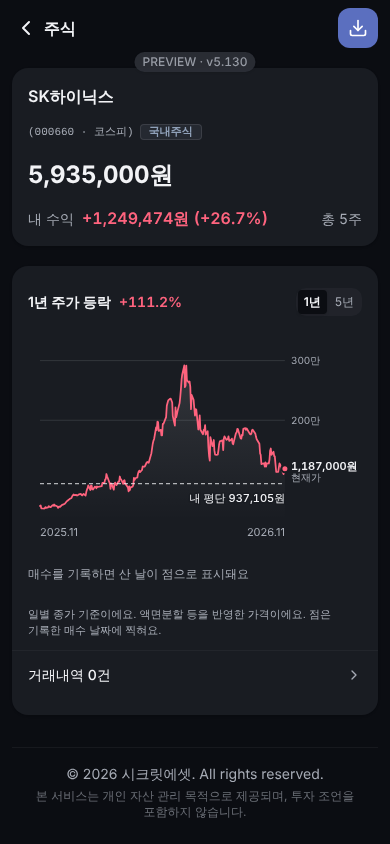 주식
PREVIEW · v5.130
SK하이닉스
(000660 · 코스피) 국내주식
5,935,000원
내 수익 +1,249,474원 (+26.7%) 총 5주
1년 주가 등락 +111.2% 1년 5년
300만
200만
1,187,000원
현재가
내 평단 937,105원
2025.11 2026.11
매수를 기록하면 산 날이 점으로 표시돼요
일별 종가 기준이에요. 액면분할 등을 반영한 가격이에요. 점은
기록한 매수 날짜에 찍혀요.
거래내역 0건
© 2026 시크릿에셋. All rights reserved.
본 서비스는 개인 자산 관리 목적으로 제공되며, 투자 조언을
포함하지 않습니다.